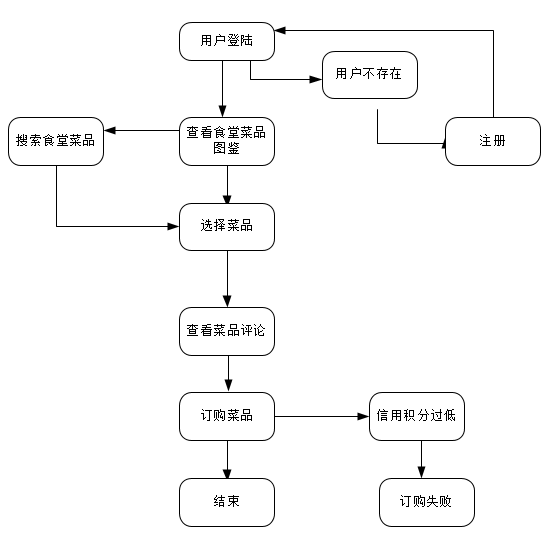 用户登陆
用户不存在
搜索食堂菜品
查看食堂菜品
图鉴
注册
选择菜品
查看菜品评论
订购菜品
信用积分过低
结束
订购失败